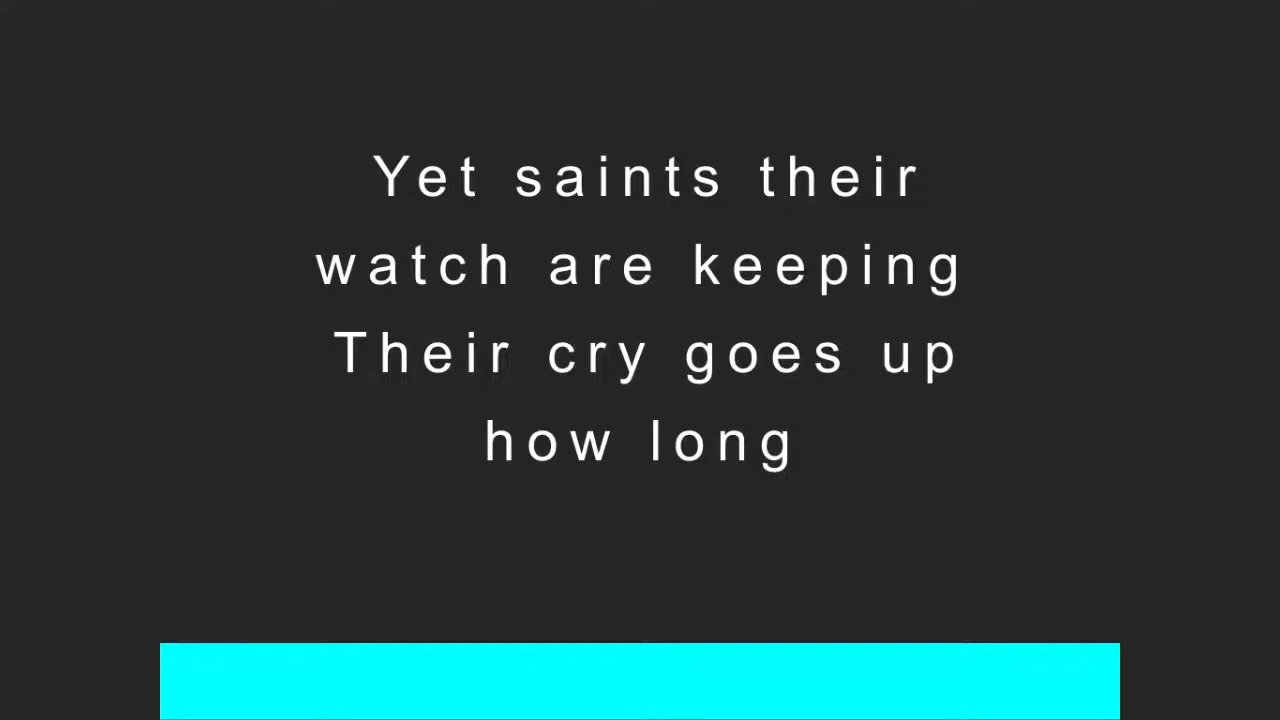 Yet saints their
watch are keeping
Their cry goes up
how long